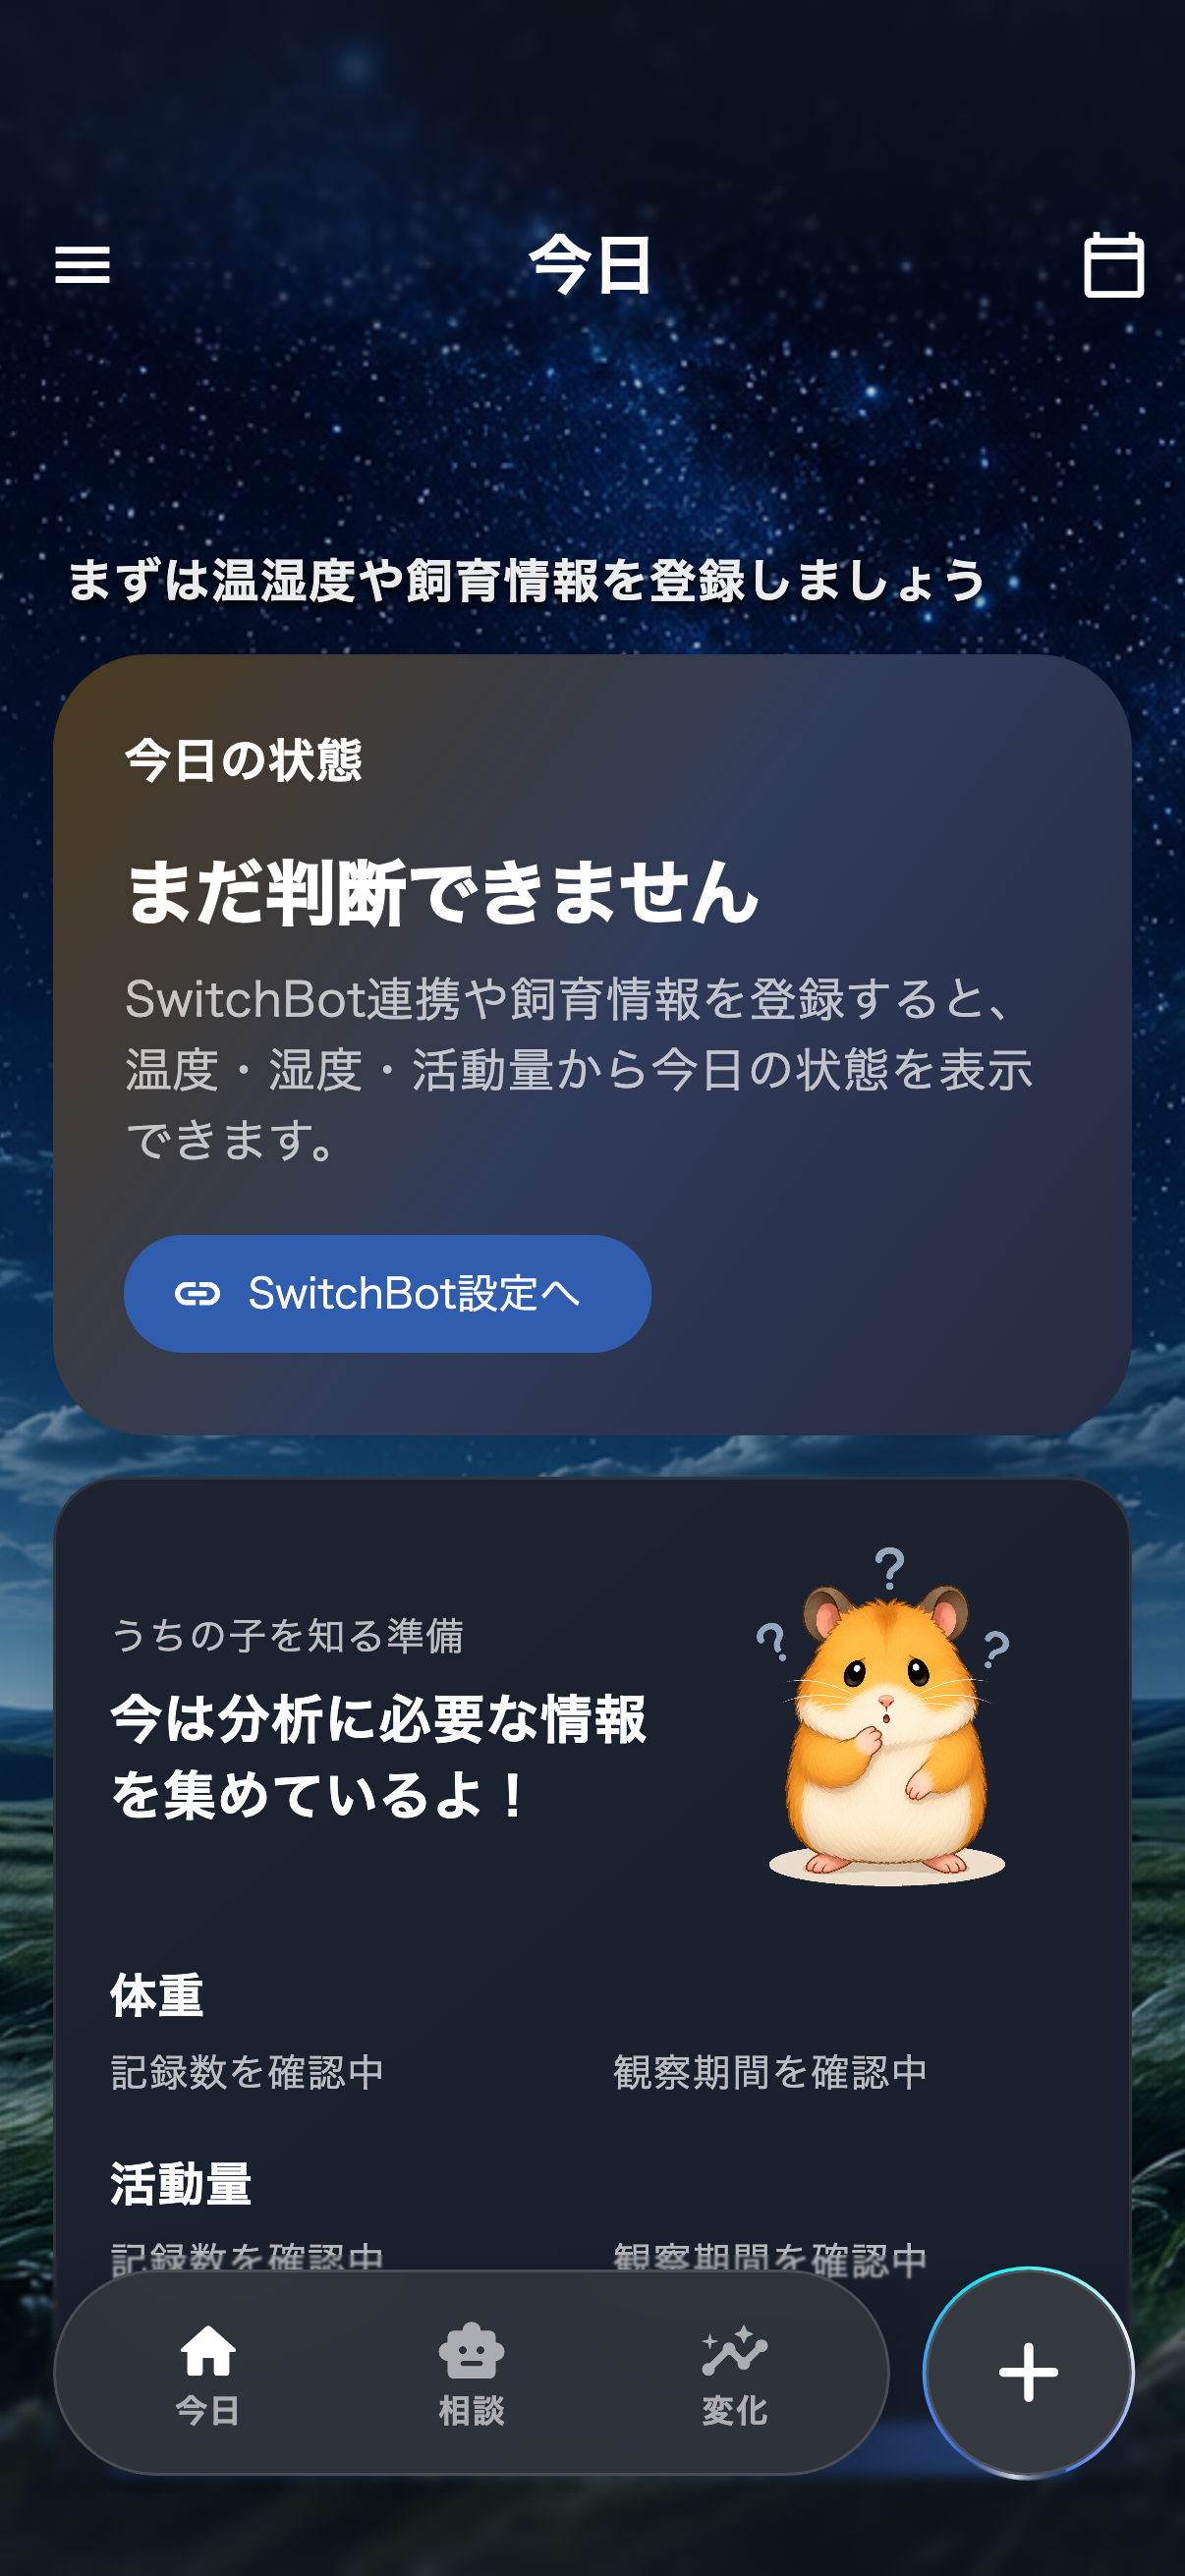 今日
まずは温湿度や飼育情報を登録しましょう
今日の状態
まだ判断できません
SwitchBot連携や飼育情報を登録すると、
温度・湿度・活動量から今日の状態を表示
できます。
SwitchBot設定へ
うちの子を知る準備
今は分析に必要な情報
を集めているよ！
体重
記録数を確認中 観察期間を確認中
活動量
記録数を確認中 観察期間を確認中
今日 相談 変化